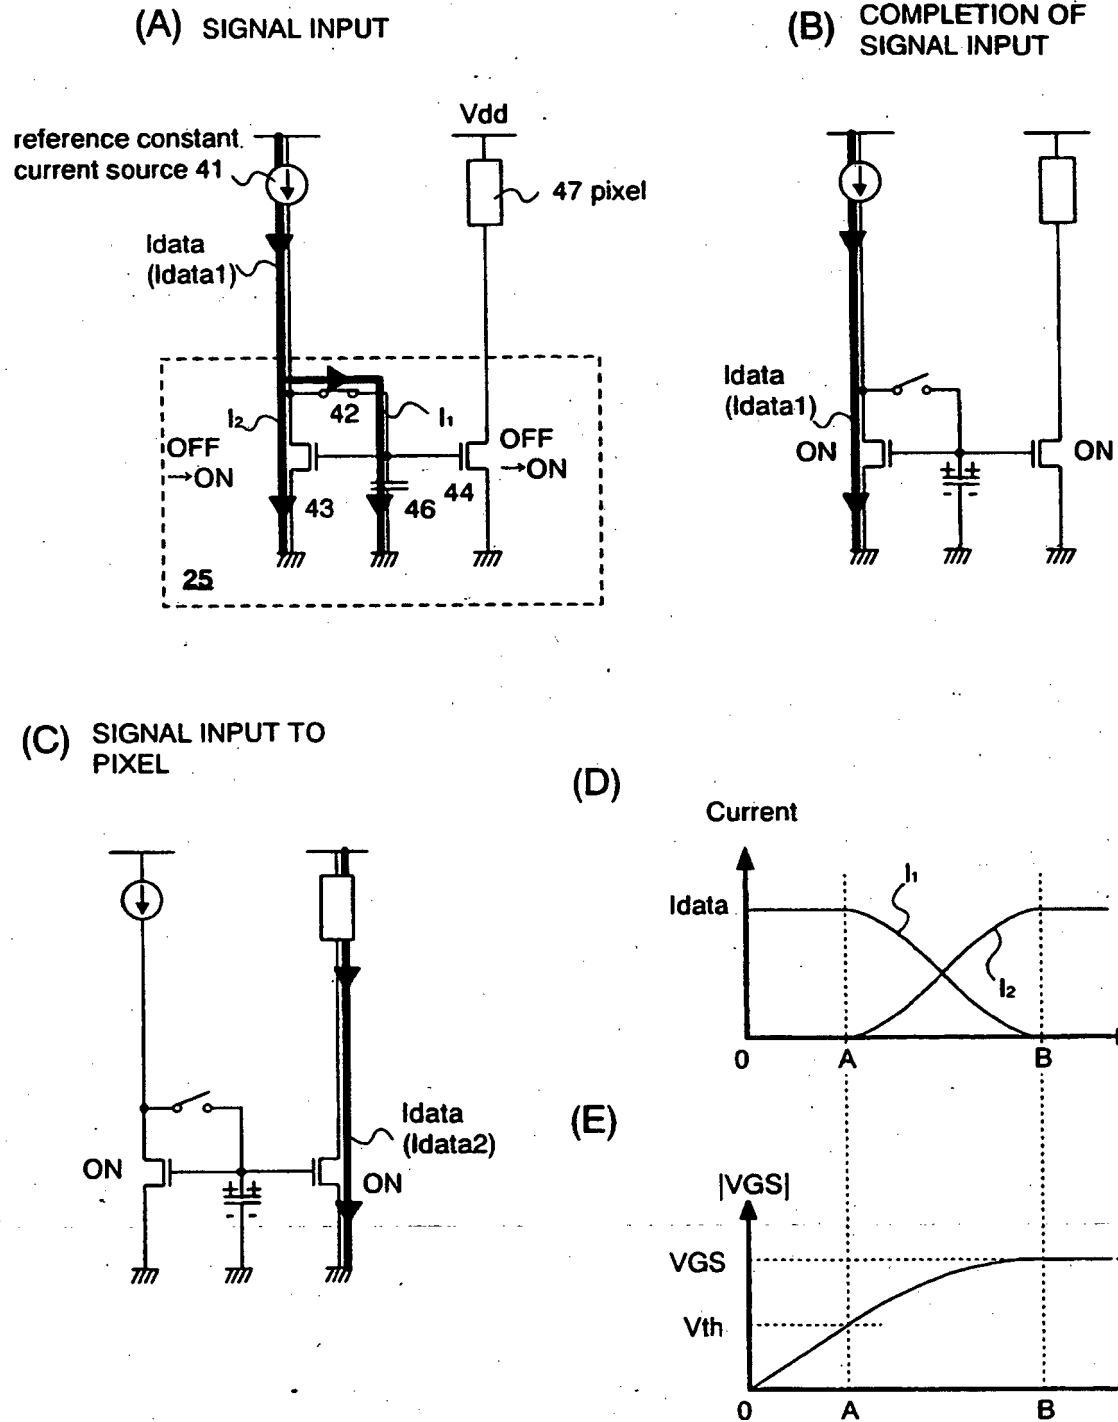 (A) SIGNAL INPUT
(B) COMPLETION OF
SIGNAL INPUT
Vdd
reference constant
current source 41
47 pixel
Idata
(Idata1)
I2
42
I1
OFF
→ON
OFF
→ON
43
46
44
25
Idata
(Idata1)
ON
ON
+ +
- -
(C) SIGNAL INPUT TO
PIXEL
Idata
(Idata2)
ON
ON
+ +
- -
(D)
Current
Idata
I1
I2
0 A B
(E)
|VGS|
VGS
Vth
0 A B